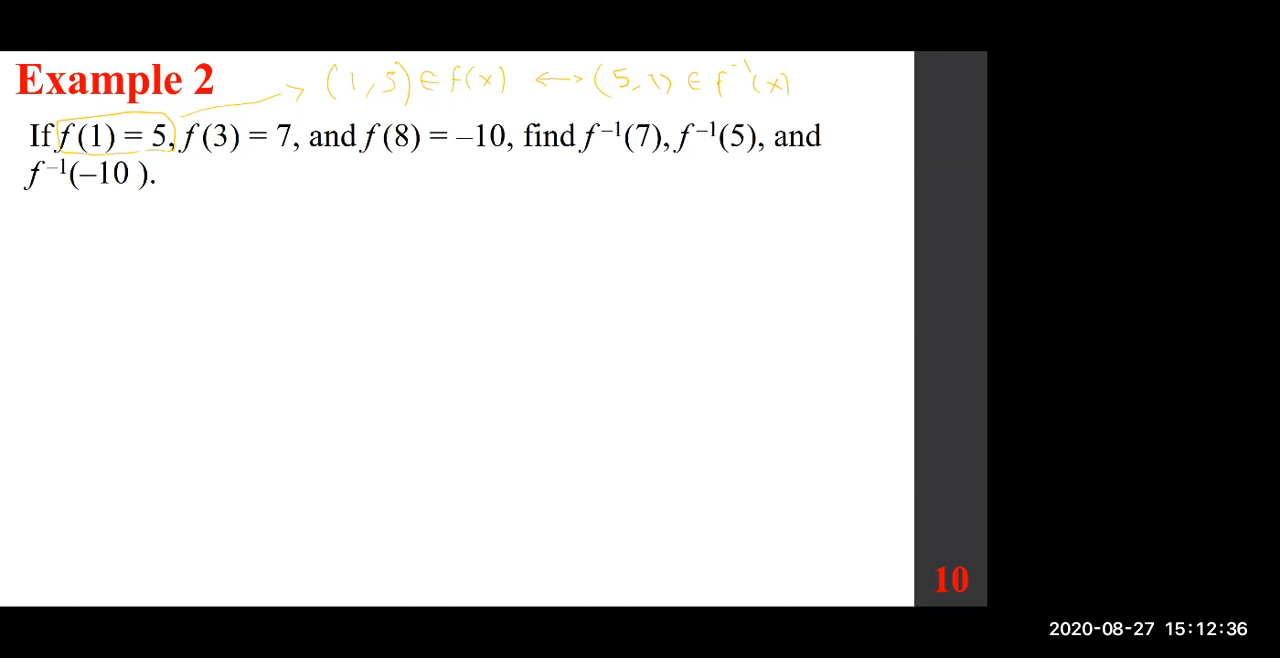 Example 2
(1, 5) ∈ f(x) ↔ (5, 1) ∈ f⁻¹(x)
If f (1) = 5, f (3) = 7, and f (8) = –10, find f⁻¹(7), f⁻¹(5), and
f⁻¹(–10 ).
10
2020-08-27 15:12:36